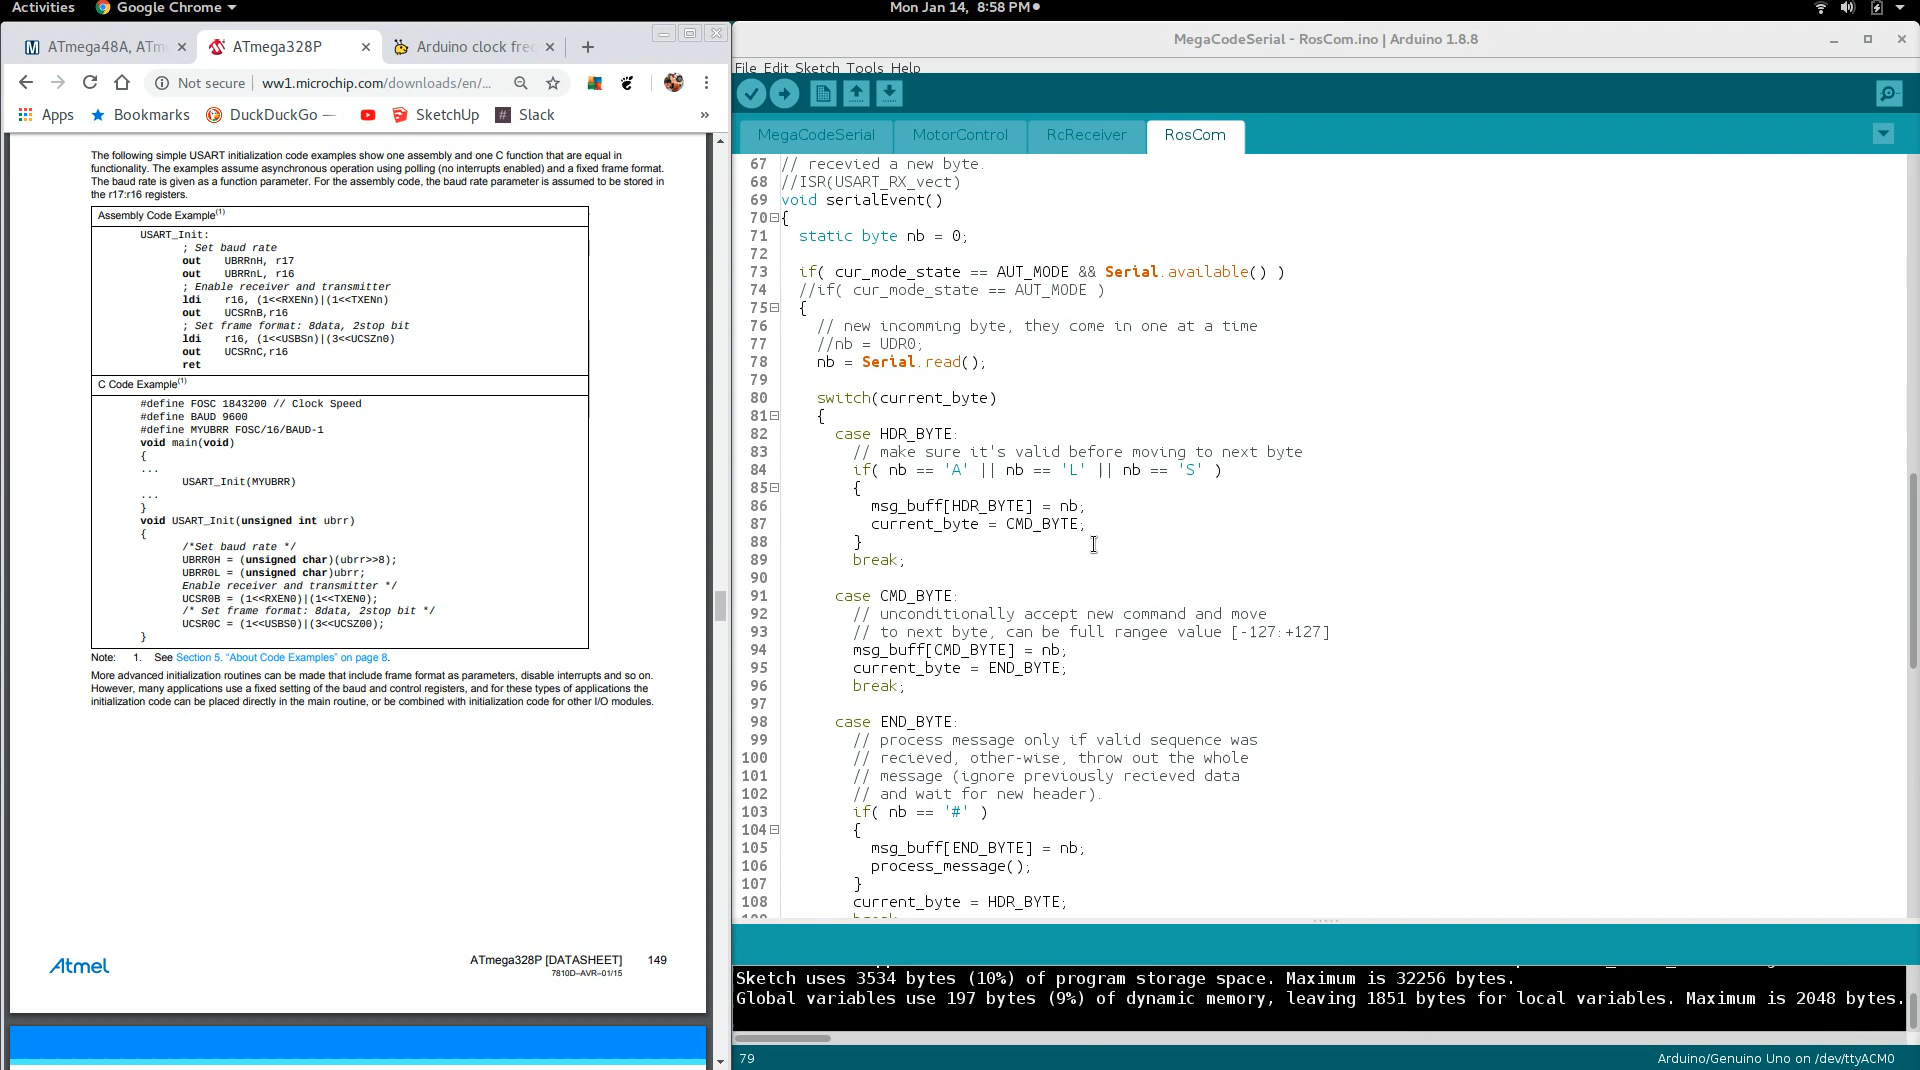 Activities Google Chrome Mon Jan 14, 8:58 PM
ATmega48A, ATm ATmega328P Arduino clock fre
MegaCodeSerial - RosCom.ino | Arduino 1.8.8
Not secure ww1.microchip.com/downloads/en/...
File Edit Sketch Tools Help
Apps Bookmarks DuckDuckGo — SketchUp Slack »
MegaCodeSerial MotorControl RcReceiver RosCom
The following simple USART initialization code examples show one assembly and one C function that are equal in
functionality. The examples assume asynchronous operation using polling (no interrupts enabled) and a fixed frame format.
The baud rate is given as a function parameter. For the assembly code, the baud rate parameter is assumed to be stored in
the r17:r16 registers.
Assembly Code Example(1)
USART_Init:
; Set baud rate
out UBRRnH, r17
out UBRRnL, r16
; Enable receiver and transmitter
ldi r16, (1<<RXENn)|(1<<TXENn)
out UCSRnB,r16
; Set frame format: 8data, 2stop bit
ldi r16, (1<<USBSn)|(3<<UCSZn0)
out UCSRnC,r16
ret
C Code Example(1)
#define FOSC 1843200 // Clock Speed
#define BAUD 9600
#define MYUBRR FOSC/16/BAUD-1
void main(void)
{
...
USART_Init(MYUBRR)
...
}
void USART_Init(unsigned int ubrr)
{
/*Set baud rate */
UBRR0H = (unsigned char)(ubrr>>8);
UBRR0L = (unsigned char)ubrr;
Enable receiver and transmitter */
UCSR0B = (1<<RXEN0)|(1<<TXEN0);
/* Set frame format: 8data, 2stop bit */
UCSR0C = (1<<USBS0)|(3<<UCSZ00);
}
Note: 1. See Section 5. “About Code Examples” on page 8.
More advanced initialization routines can be made that include frame format as parameters, disable interrupts and so on.
However, many applications use a fixed setting of the baud and control registers, and for these types of applications the
initialization code can be placed directly in the main routine, or be combined with initialization code for other I/O modules.
Atmel
ATmega328P [DATASHEET] 149
7810D–AVR–01/15
67 // recevied a new byte.
68 //ISR(USART_RX_vect)
69 void serialEvent()
70 {
71 static byte nb = 0;
72
73 if( cur_mode_state == AUT_MODE && Serial.available() )
74 //if( cur_mode_state == AUT_MODE )
75 {
76 // new incomming byte, they come in one at a time
77 //nb = UDR0;
78 nb = Serial.read();
79
80 switch(current_byte)
81 {
82 case HDR_BYTE:
83 // make sure it's valid before moving to next byte
84 if( nb == 'A' || nb == 'L' || nb == 'S' )
85 {
86 msg_buff[HDR_BYTE] = nb;
87 current_byte = CMD_BYTE;
88 }
89 break;
90
91 case CMD_BYTE:
92 // unconditionally accept new command and move
93 // to next byte, can be full rangee value [-127:+127]
94 msg_buff[CMD_BYTE] = nb;
95 current_byte = END_BYTE;
96 break;
97
98 case END_BYTE:
99 // process message only if valid sequence was
100 // recieved, other-wise, throw out the whole
101 // message (ignore previously recieved data
102 // and wait for new header).
103 if( nb == '#' )
104 {
105 msg_buff[END_BYTE] = nb;
106 process_message();
107 }
108 current_byte = HDR_BYTE;
Sketch uses 3534 bytes (10%) of program storage space. Maximum is 32256 bytes.
Global variables use 197 bytes (9%) of dynamic memory, leaving 1851 bytes for local variables. Maximum is 2048 bytes.
79 Arduino/Genuino Uno on /dev/ttyACM0